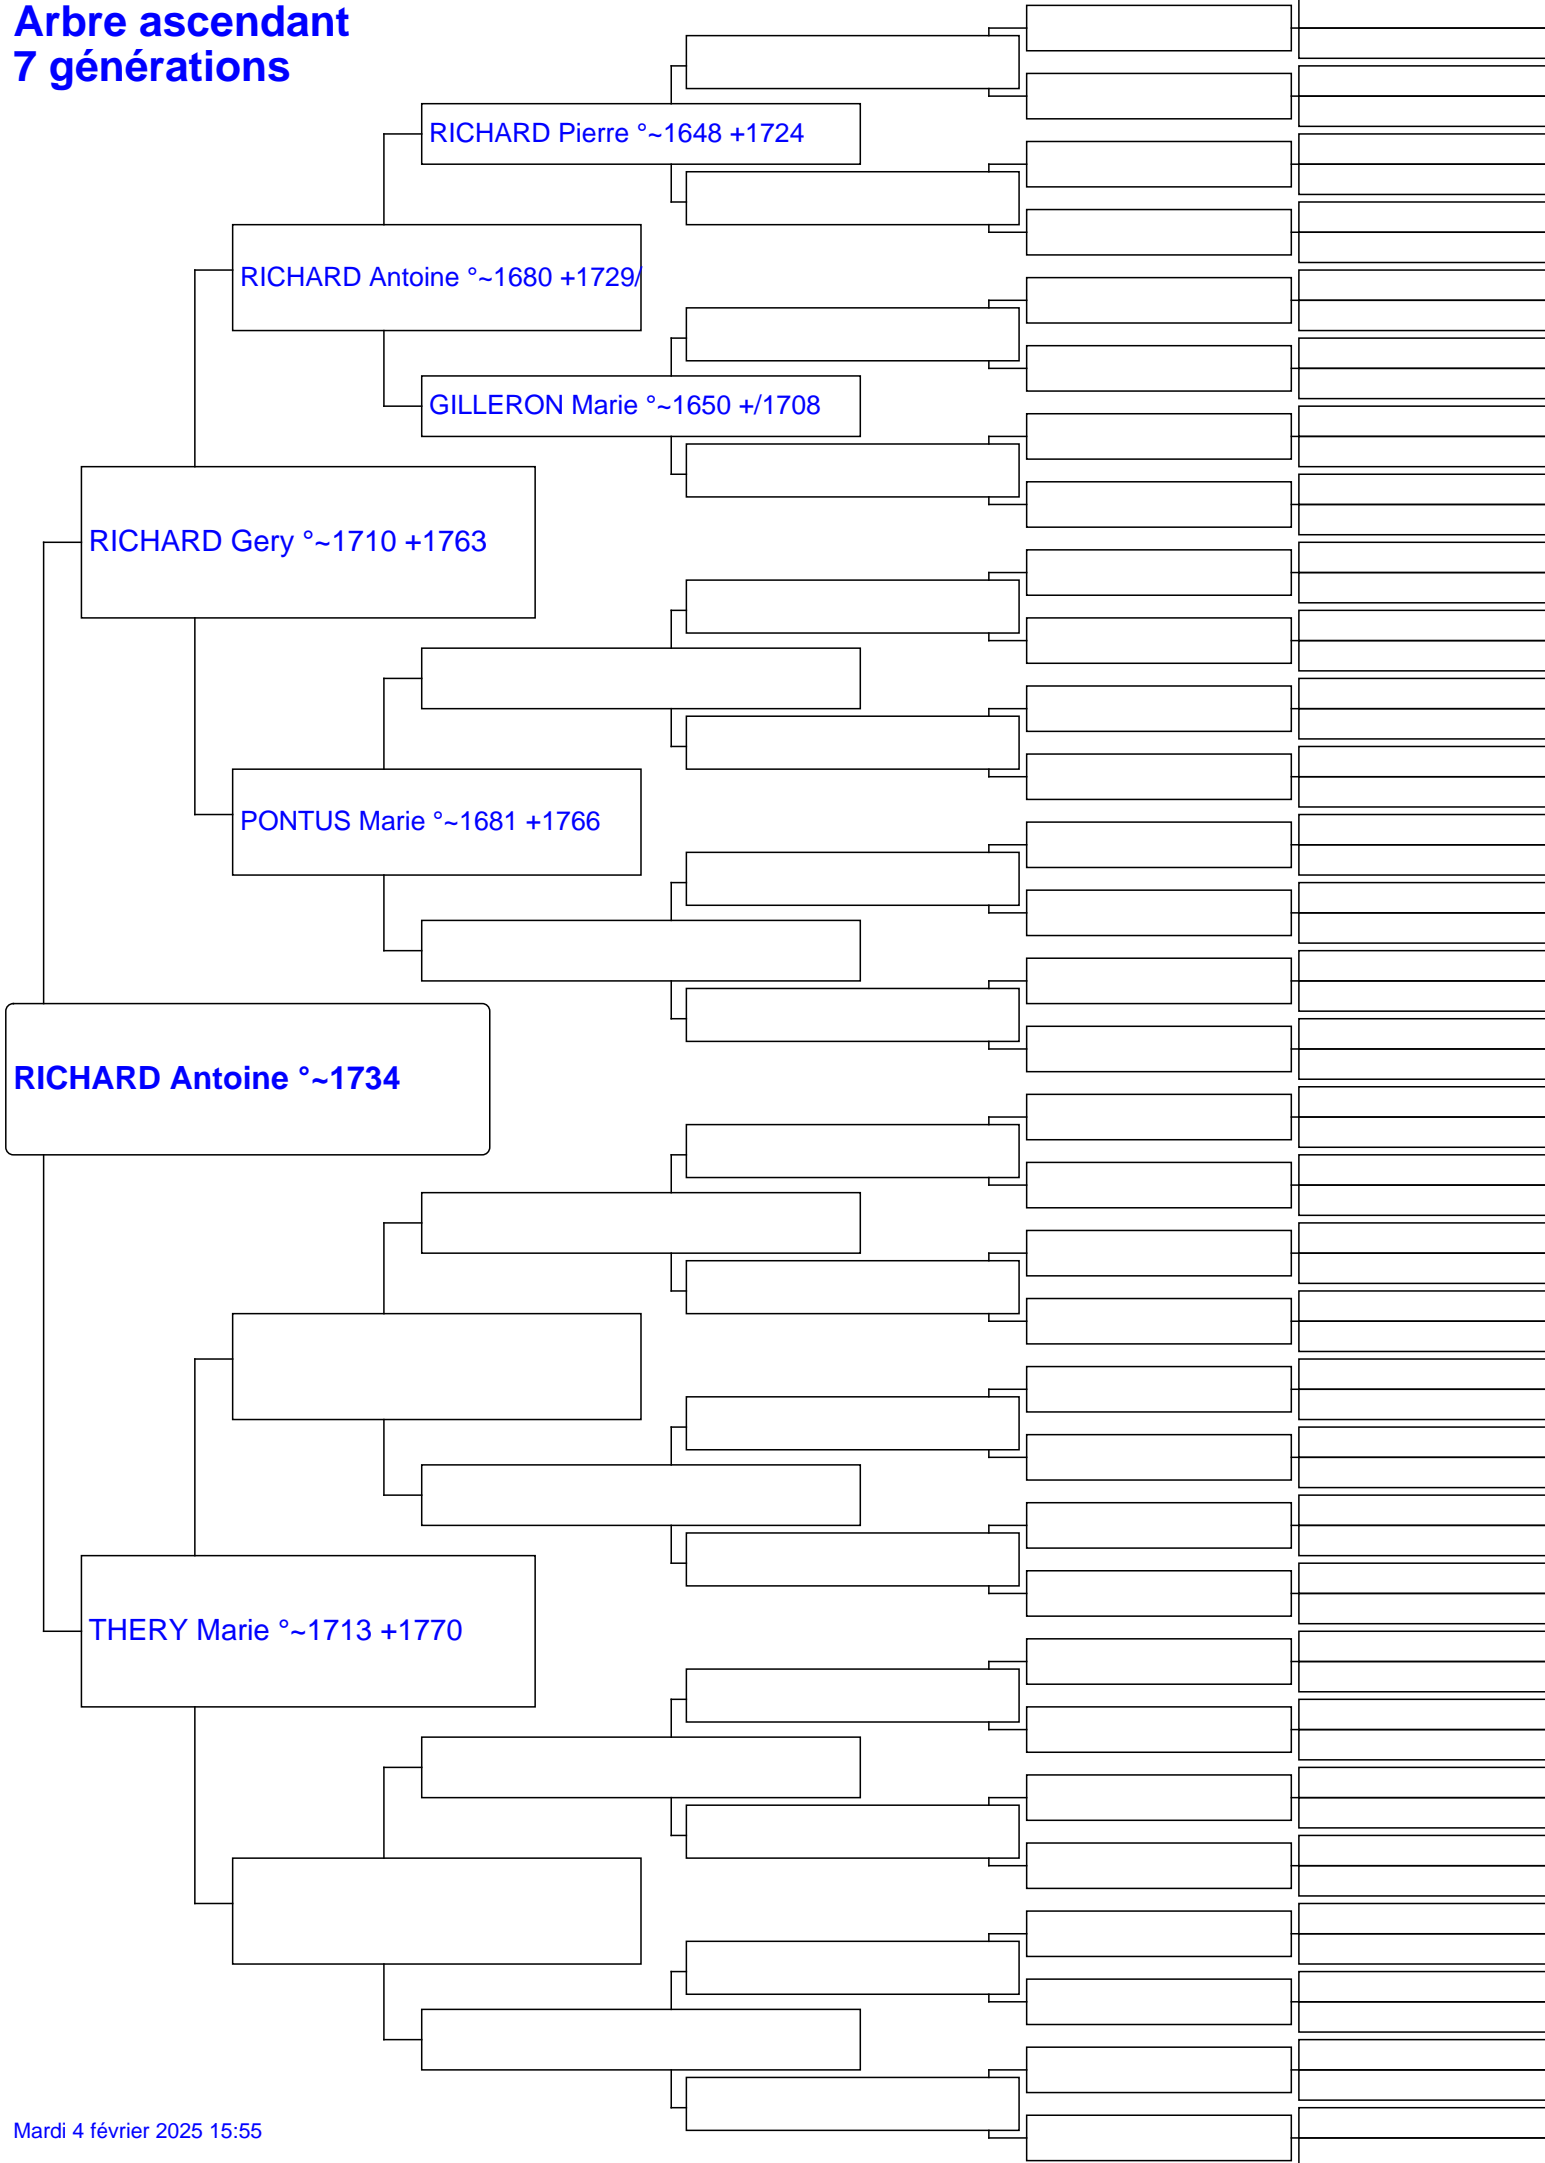 Arbre ascendant
7 générations
RICHARD Pierre °~1648 +1724
RICHARD Antoine °~1680 +1729/
GILLERON Marie °~1650 +/1708
RICHARD Gery °~1710 +1763
PONTUS Marie °~1681 +1766
RICHARD Antoine °~1734
THERY Marie °~1713 +1770
Mardi 4 février 2025 15:55